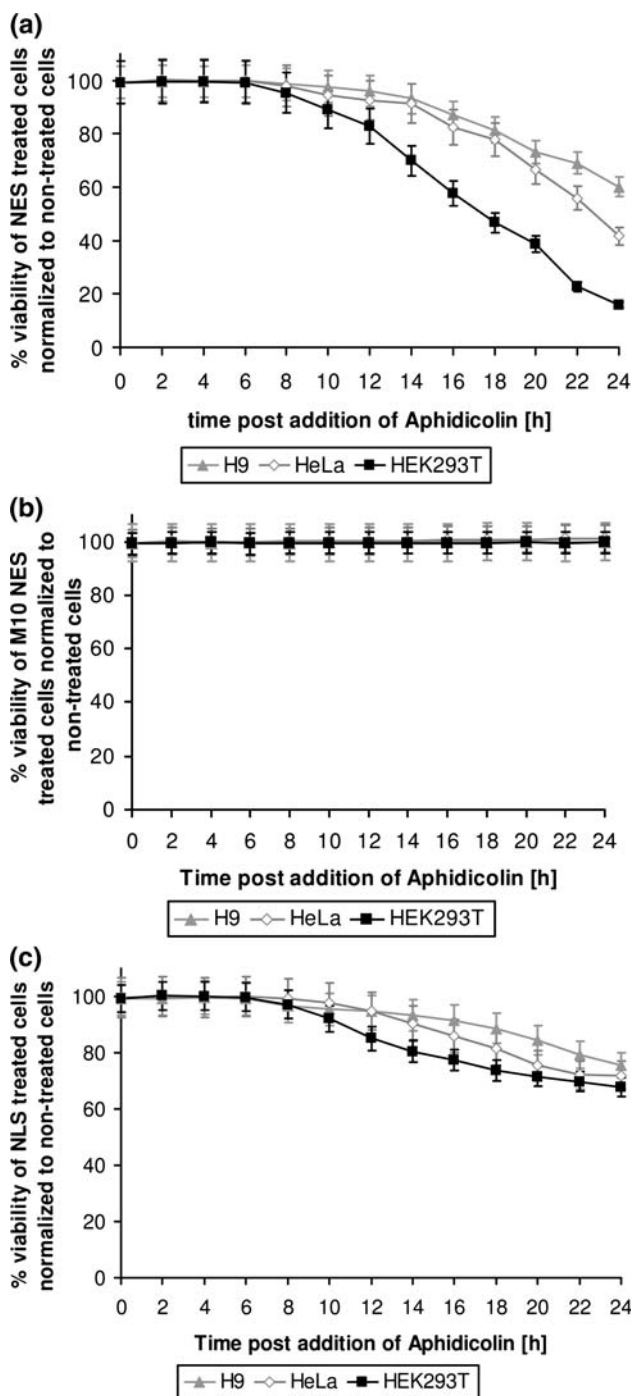 (a)
% viability of NES treated cells
normalized to non-treated cells
100
80
60
40
20
0
0 2 4 6 8 10 12 14 16 18 20 22 24
time post addition of Aphidicolin [h]
H9 HeLa HEK293T
(b)
% viability of M10 NES
treated cells normalized to
non-treated cells
100
80
60
40
20
0
0 2 4 6 8 10 12 14 16 18 20 22 24
Time post addition of Aphidicolin [h]
H9 HeLa HEK293T
(c)
% viability of NLS treated cells
normalized to non-treated cells
100
80
60
40
20
0
0 2 4 6 8 10 12 14 16 18 20 22 24
Time post addition of Aphidicolin [h]
H9 HeLa HEK293T